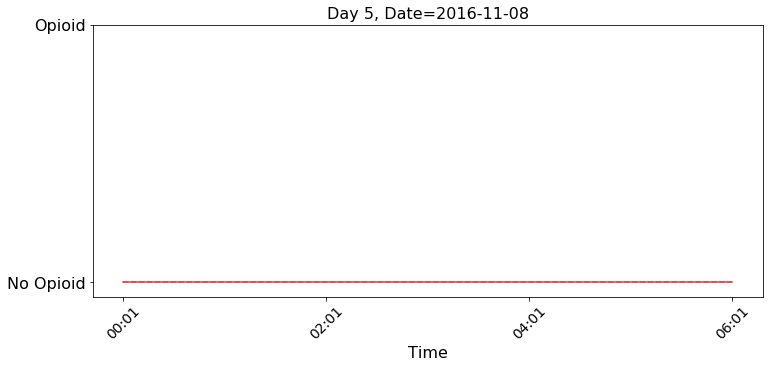 Day 5, Date=2016-11-08
Opioid
No Opioid
00:01
02:01
04:01
06:01
Time